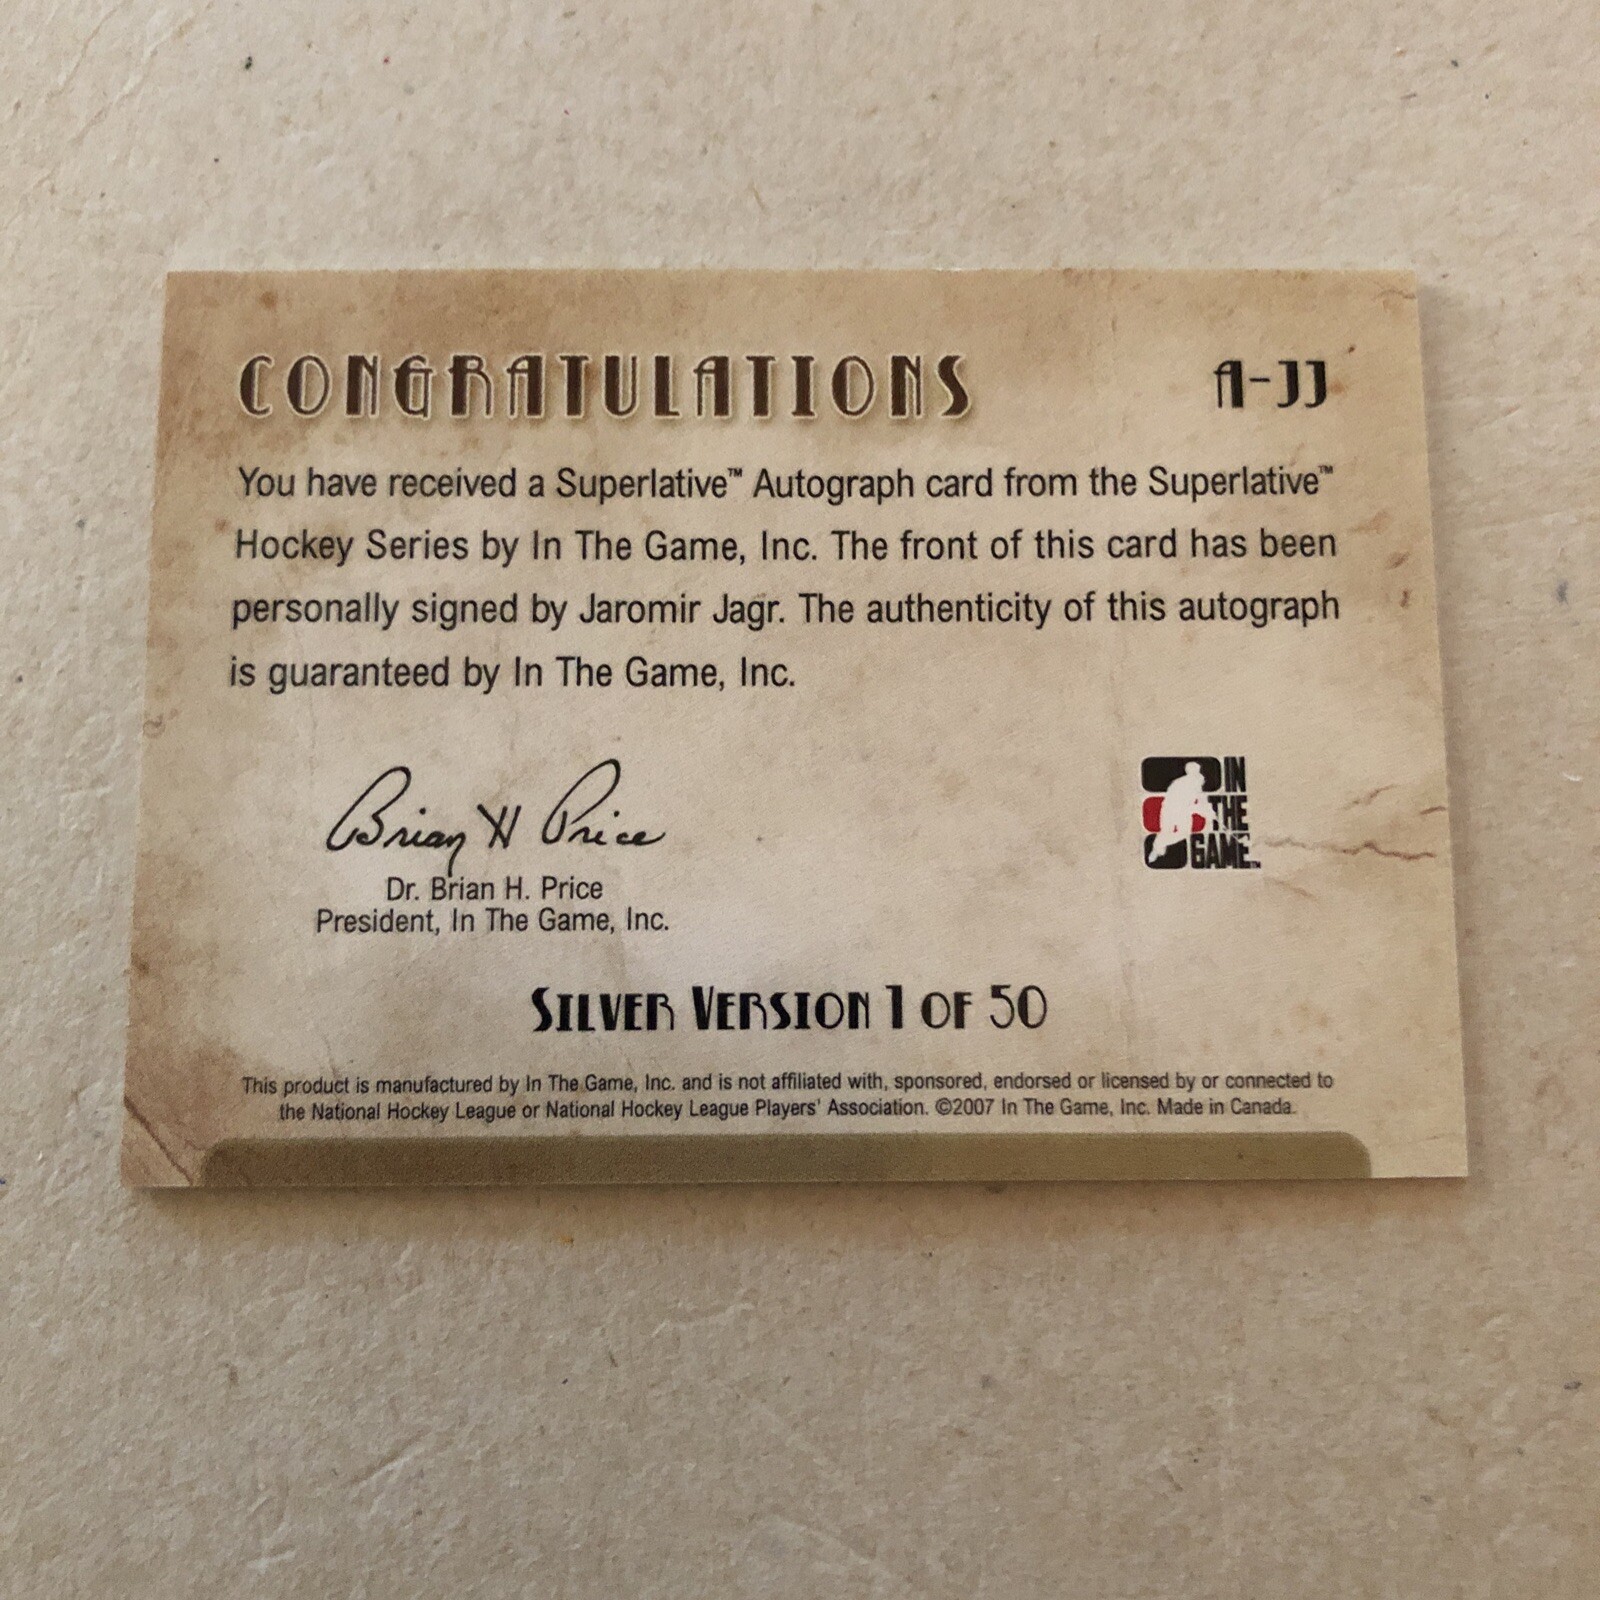 CONGRATULATIONS A-JJ
You have received a Superlative™ Autograph card from the Superlative™
Hockey Series by In The Game, Inc. The front of this card has been
personally signed by Jaromir Jagr. The authenticity of this autograph
is guaranteed by In The Game, Inc.
Brian H Price
Dr. Brian H. Price
President, In The Game, Inc.
IN
THE
GAME™
SILVER VERSION 1 OF 50
This product is manufactured by In The Game, Inc. and is not affiliated with, sponsored, endorsed or licensed by or connected to
the National Hockey League or National Hockey League Players' Association. ©2007 In The Game, Inc. Made in Canada.